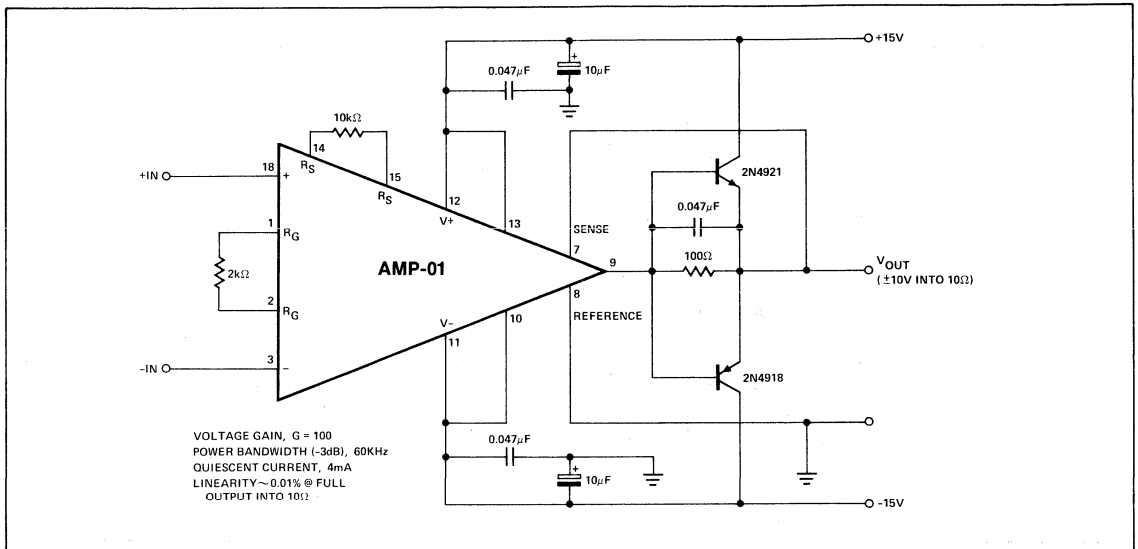 +15V
0.047μF
+
10μF
10kΩ
14
RS
15
RS
+IN
18
+
12
V+
13
2N4921
0.047μF
SENSE
1
RG
7
2kΩ
AMP-01
9
100Ω
VOUT
(±10V INTO 10Ω)
2
RG
8
REFERENCE
V-
10
11
-IN
3
-
2N4918
VOLTAGE GAIN, G = 100
POWER BANDWIDTH (-3dB), 60KHz
QUIESCENT CURRENT, 4mA
LINEARITY~0.01% @ FULL
OUTPUT INTO 10Ω
0.047μF
+
10μF
-15V